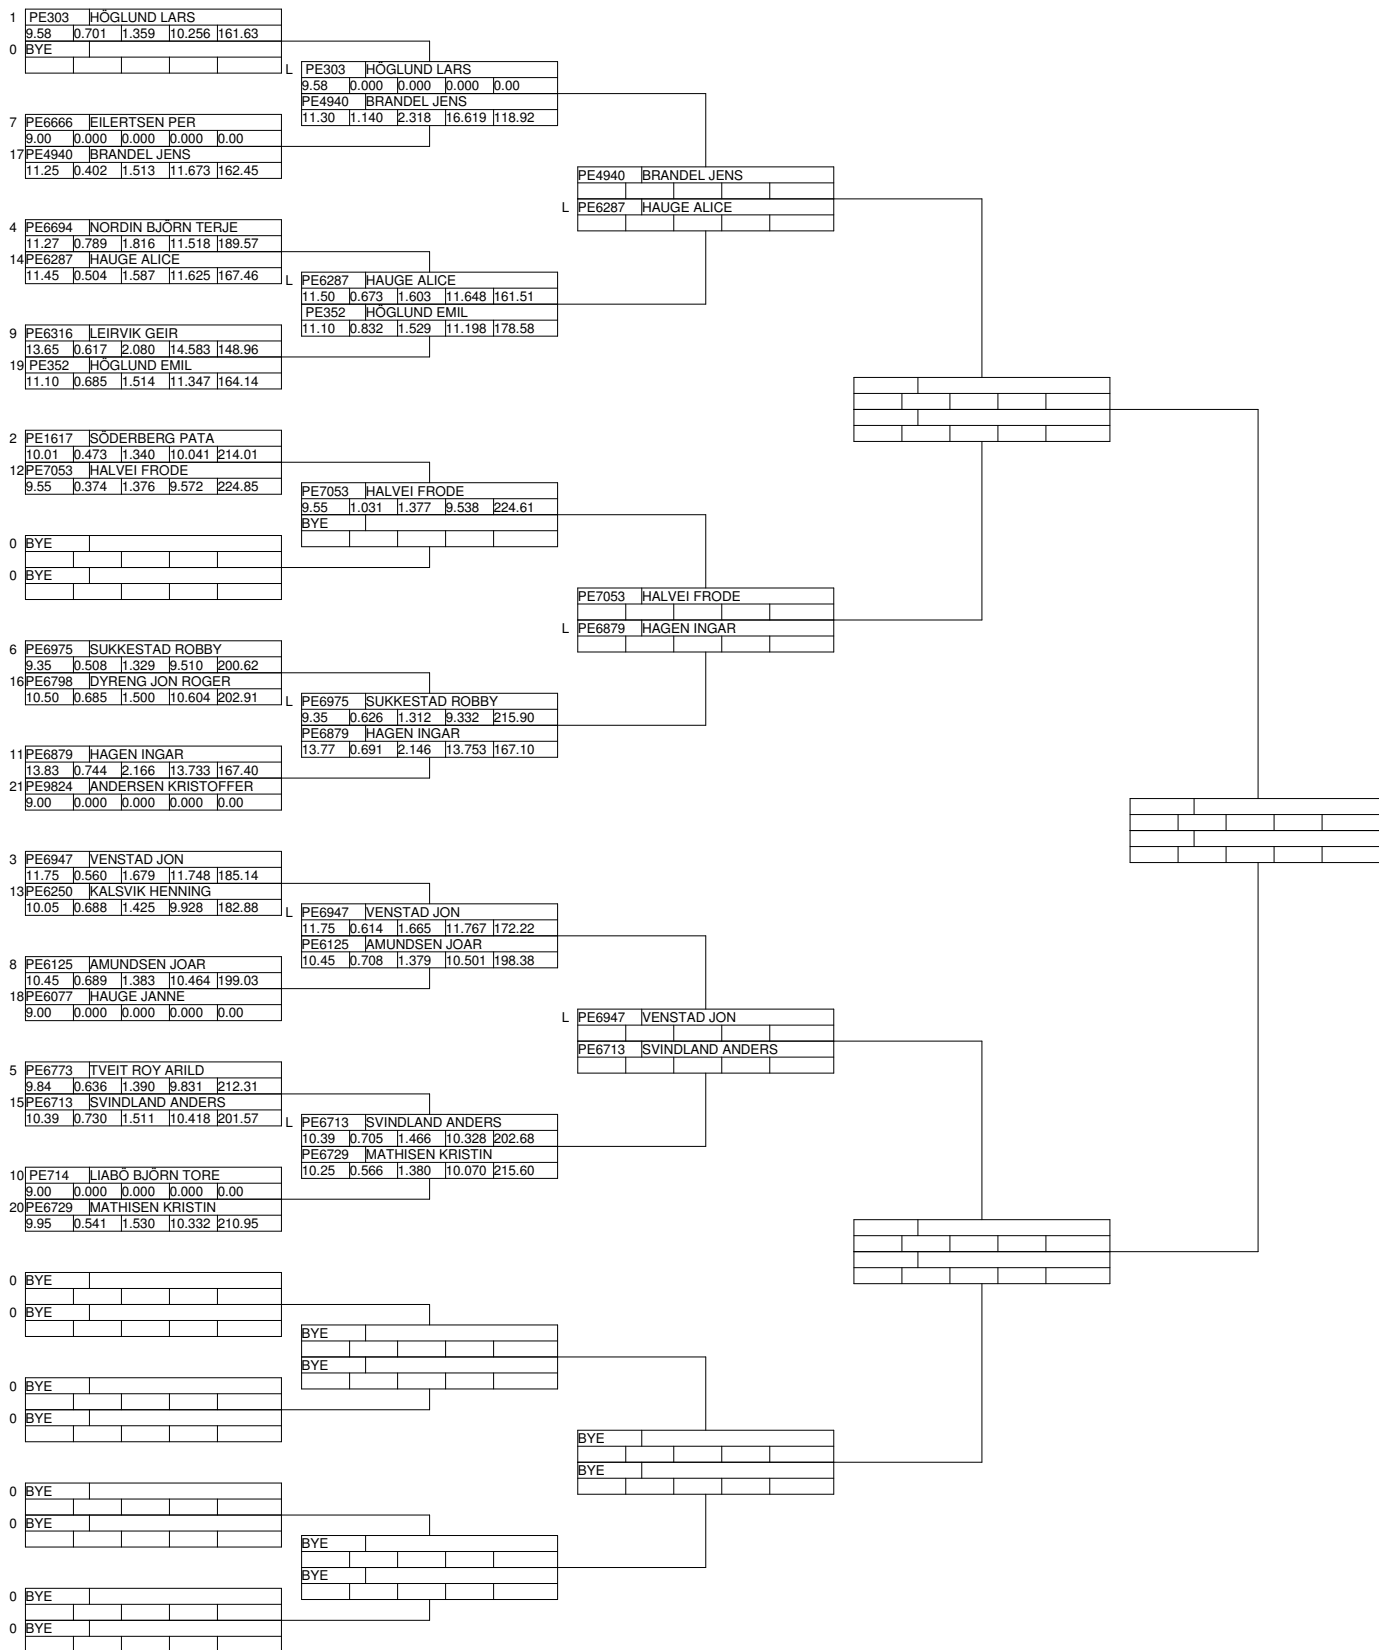 1 PE303 HÖGLUND LARS
9.58 0.701 1.359 10.256 161.63
0 BYE
7 PE6666 EILERTSEN PER
9.00 0.000 0.000 0.000 0.00
17 PE4940 BRANDEL JENS
11.25 0.402 1.513 11.673 162.45
4 PE6694 NORDIN BJÖRN TERJE
11.27 0.789 1.816 11.518 189.57
14 PE6287 HAUGE ALICE
11.45 0.504 1.587 11.625 167.46
9 PE6316 LEIRVIK GEIR
13.65 0.617 2.080 14.583 148.96
19 PE352 HÖGLUND EMIL
11.10 0.685 1.514 11.347 164.14
2 PE1617 SÖDERBERG PATA
10.01 0.473 1.340 10.041 214.01
12 PE7053 HALVEI FRODE
9.55 0.374 1.376 9.572 224.85
0 BYE
0 BYE
6 PE6975 SUKKESTAD ROBBY
9.35 0.508 1.329 9.510 200.62
16 PE6798 DYRENG JON ROGER
10.50 0.685 1.500 10.604 202.91
11 PE6879 HAGEN INGAR
13.83 0.744 2.166 13.733 167.40
21 PE9824 ANDERSEN KRISTOFFER
9.00 0.000 0.000 0.000 0.00
3 PE6947 VENSTAD JON
11.75 0.560 1.679 11.748 185.14
13 PE6250 KALSVIK HENNING
10.05 0.688 1.425 9.928 182.88
8 PE6125 AMUNDSEN JOAR
10.45 0.689 1.383 10.464 199.03
18 PE6077 HAUGE JANNE
9.00 0.000 0.000 0.000 0.00
5 PE6773 TVEIT ROY ARILD
9.84 0.636 1.390 9.831 212.31
15 PE6713 SVINDLAND ANDERS
10.39 0.730 1.511 10.418 201.57
10 PE714 LIABÖ BJÖRN TORE
9.00 0.000 0.000 0.000 0.00
20 PE6729 MATHISEN KRISTIN
9.95 0.541 1.530 10.332 210.95
0 BYE
0 BYE
0 BYE
0 BYE
0 BYE
0 BYE
0 BYE
0 BYE
L PE303 HÖGLUND LARS
9.58 0.000 0.000 0.000 0.00
PE4940 BRANDEL JENS
11.30 1.140 2.318 16.619 118.92
L PE6287 HAUGE ALICE
11.50 0.673 1.603 11.648 161.51
PE352 HÖGLUND EMIL
11.10 0.832 1.529 11.198 178.58
PE7053 HALVEI FRODE
9.55 1.031 1.377 9.538 224.61
BYE
L PE6975 SUKKESTAD ROBBY
9.35 0.626 1.312 9.332 215.90
PE6879 HAGEN INGAR
13.77 0.691 2.146 13.753 167.10
L PE6947 VENSTAD JON
11.75 0.614 1.665 11.767 172.22
PE6125 AMUNDSEN JOAR
10.45 0.708 1.379 10.501 198.38
L PE6713 SVINDLAND ANDERS
10.39 0.705 1.466 10.328 202.68
PE6729 MATHISEN KRISTIN
10.25 0.566 1.380 10.070 215.60
BYE
BYE
BYE
BYE
PE4940 BRANDEL JENS
L PE6287 HAUGE ALICE
PE7053 HALVEI FRODE
L PE6879 HAGEN INGAR
L PE6947 VENSTAD JON
PE6713 SVINDLAND ANDERS
BYE
BYE